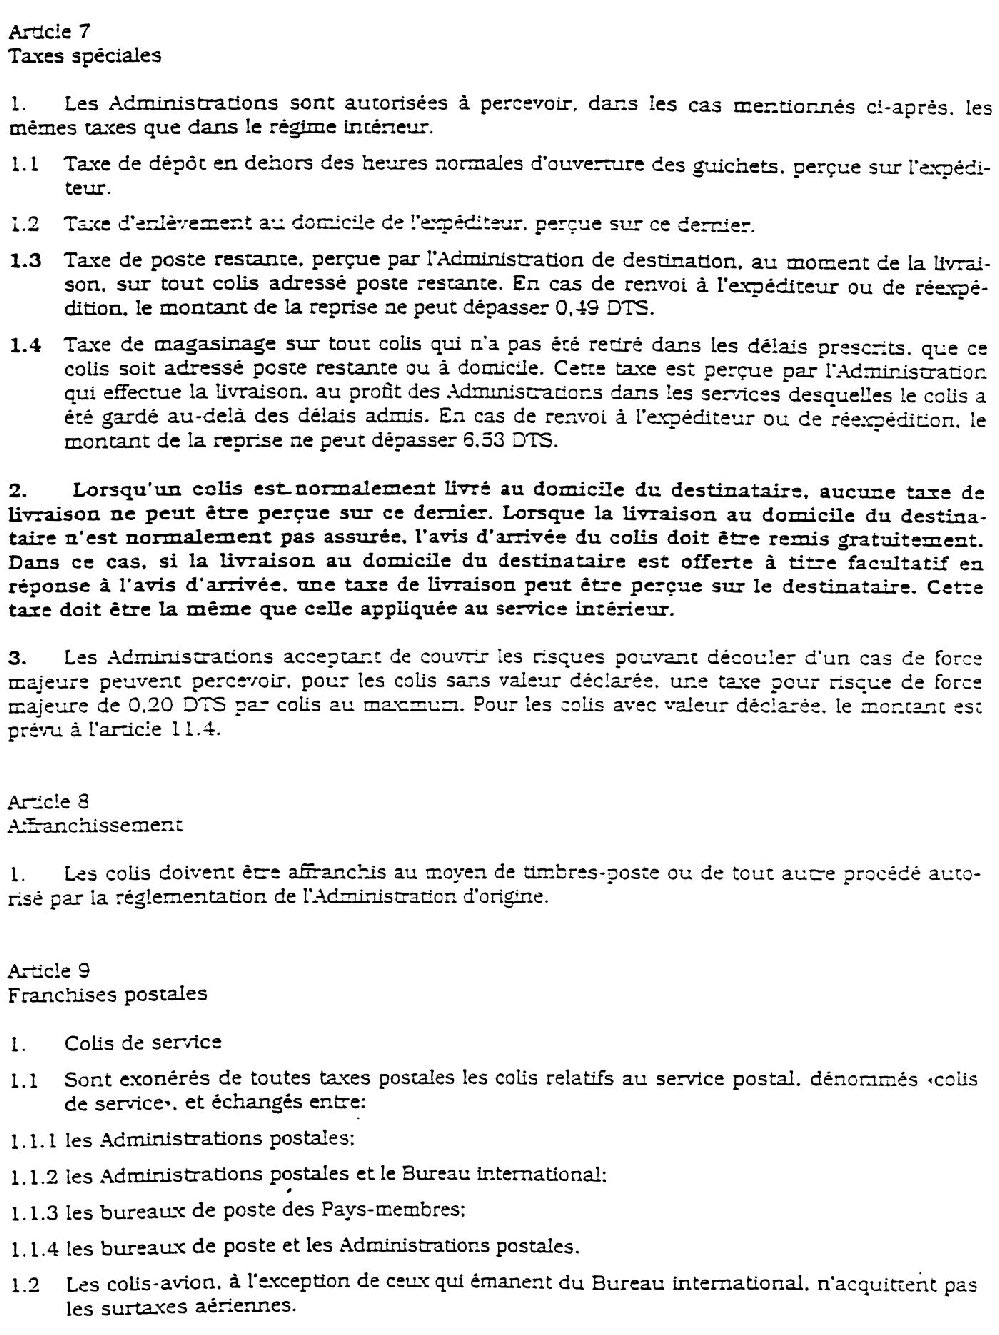 Article 7
Taxes spéciales
1. Les Administrations sont autorisées à percevoir, dans les cas mentionnés ci-après, les
mêmes taxes que dans le régime intérieur.
1.1 Taxe de dépôt en dehors des heures normales d'ouverture des guichets, perçue sur l'expédi-
teur.
1.2 Taxe d'enlèvement au domicile de l'expéditeur, perçue sur ce dernier.
1.3 Taxe de poste restante, perçue par l'Administration de destination, au moment de la livrai-
son, sur tout colis adressé poste restante. En cas de renvoi à l'expéditeur ou de réexpé-
dition, le montant de la reprise ne peut dépasser 0,49 DTS.
1.4 Taxe de magasinage sur tout colis qui n'a pas été retiré dans les délais prescrits, que ce
colis soit adressé poste restante ou à domicile. Cette taxe est perçue par l'Administration
qui effectue la livraison, au profit des Administrations dans les services desquelles le colis a
été gardé au-delà des délais admis. En cas de renvoi à l'expéditeur ou de réexpédition, le
montant de la reprise ne peut dépasser 6,53 DTS.
2. Lorsqu'un colis est normalement livré au domicile du destinataire, aucune taxe de
livraison ne peut être perçue sur ce dernier. Lorsque la livraison au domicile du destina-
taire n'est normalement pas assurée, l'avis d'arrivée du colis doit être remis gratuitement.
Dans ce cas, si la livraison au domicile du destinataire est offerte à titre facultatif en
réponse à l'avis d'arrivée, une taxe de livraison peut être perçue sur le destinataire. Cette
taxe doit être la même que celle appliquée au service intérieur.
3. Les Administrations acceptant de couvrir les risques pouvant découler d'un cas de force
majeure peuvent percevoir, pour les colis sans valeur déclarée, une taxe pour risque de force
majeure de 0,20 DTS par colis au maximum. Pour les colis avec valeur déclarée, le montant est
prévu à l'article 11.4.
Article 8
Affranchissement
1. Les colis doivent être affranchis au moyen de timbres-poste ou de tout autre procédé auto-
risé par la réglementation de l'Administration d'origine.
Article 9
Franchises postales
1. Colis de service
1.1 Sont exonérés de toutes taxes postales les colis relatifs au service postal, dénommés «colis
de service», et échangés entre:
1.1.1 les Administrations postales;
1.1.2 les Administrations postales et le Bureau international;
1.1.3 les bureaux de poste des Pays-membres;
1.1.4 les bureaux de poste et les Administrations postales.
1.2 Les colis-avion, à l'exception de ceux qui émanent du Bureau international, n'acquittent pas
les surtaxes aériennes.